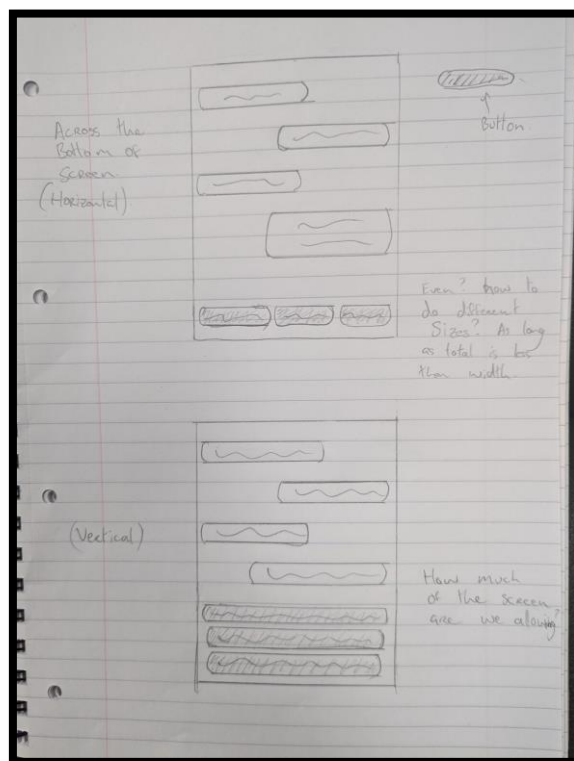 Across the
Bottom of
Screen
(Horizontal)
Button
Even? how to
do different
Sizes? As long
as total is less
than width
(Vertical)
How much
of the screen
are we allowing?